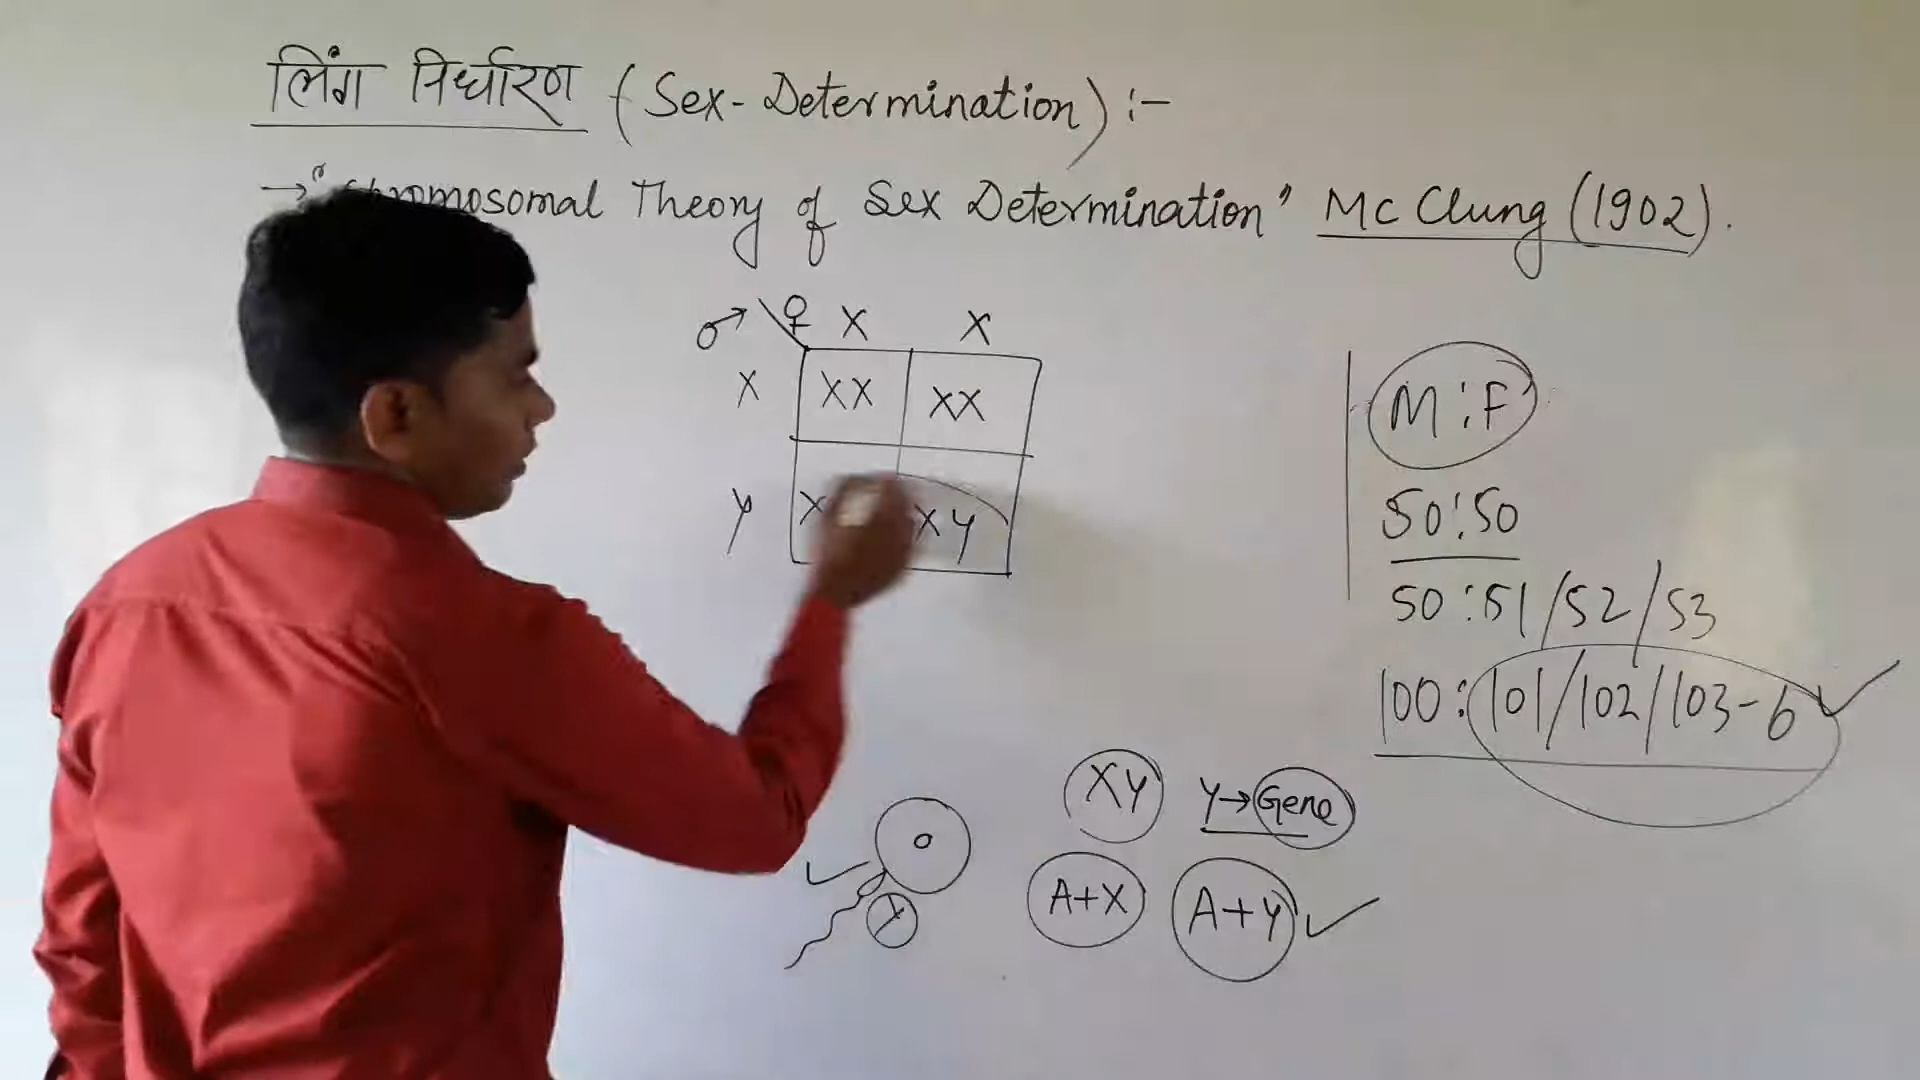 लिंग निर्धारण (Sex-Determination) :-
→ "Chromosomal Theory of Sex Determination" Mc Clung (1902).
♂ ♀ X X
X XX XX
Y X XY
M:F
50:50
50:51/52/53
100:101/102/103-6 ✓
XY Y→Gene
✓ Y A+X A+Y ✓